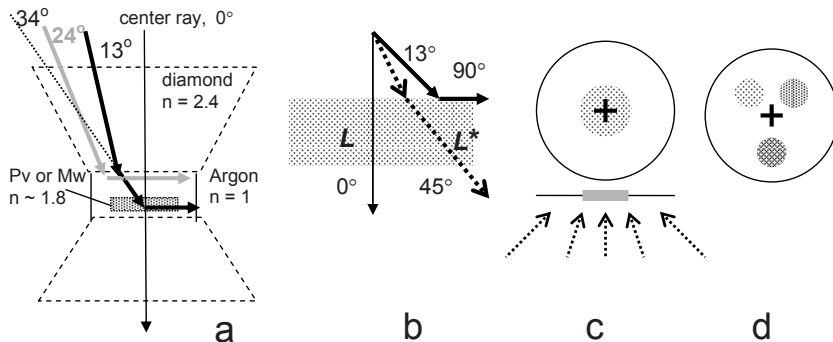 34°
24°
13°
center ray, 0°
diamond
n = 2.4
Pv or Mw
n ~ 1.8
Argon
n = 1
a
13°
90°
L
L*
0°
45°
b
c
d